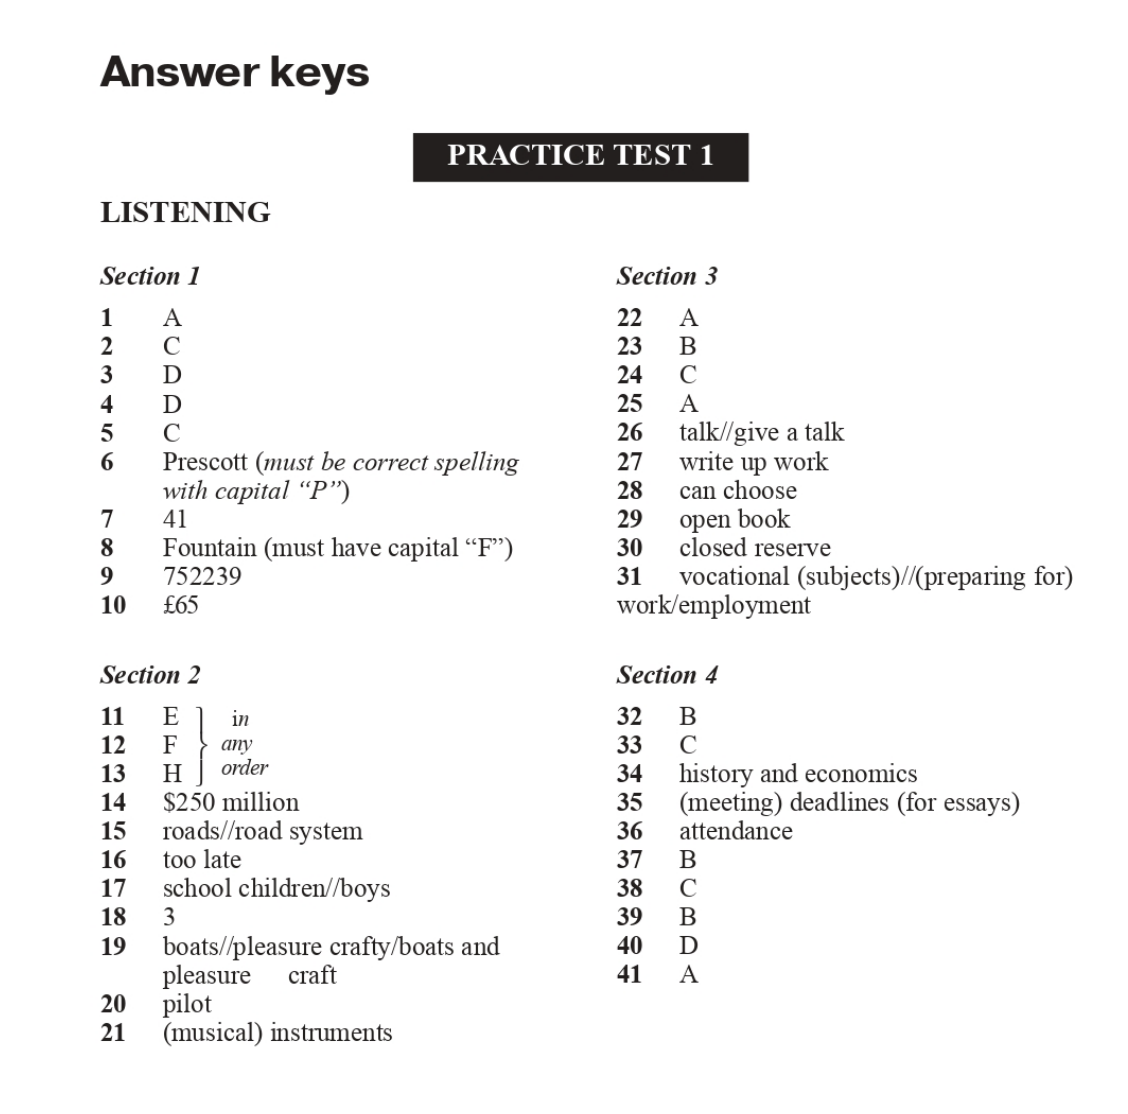 Answer keys
PRACTICE TEST 1
LISTENING
Section 1
1 A
2 C
3 D
4 D
5 C
6 Prescott (must be correct spelling
with capital “P”)
7 41
8 Fountain (must have capital “F”)
9 752239
10 £65
Section 2
11 E
12 F
13 H
in
any
order
14 $250 million
15 roads//road system
16 too late
17 school children//boys
18 3
19 boats//pleasure crafty/boats and
pleasure craft
20 pilot
21 (musical) instruments
Section 3
22 A
23 B
24 C
25 A
26 talk//give a talk
27 write up work
28 can choose
29 open book
30 closed reserve
31 vocational (subjects)//(preparing for)
work/employment
Section 4
32 B
33 C
34 history and economics
35 (meeting) deadlines (for essays)
36 attendance
37 B
38 C
39 B
40 D
41 A